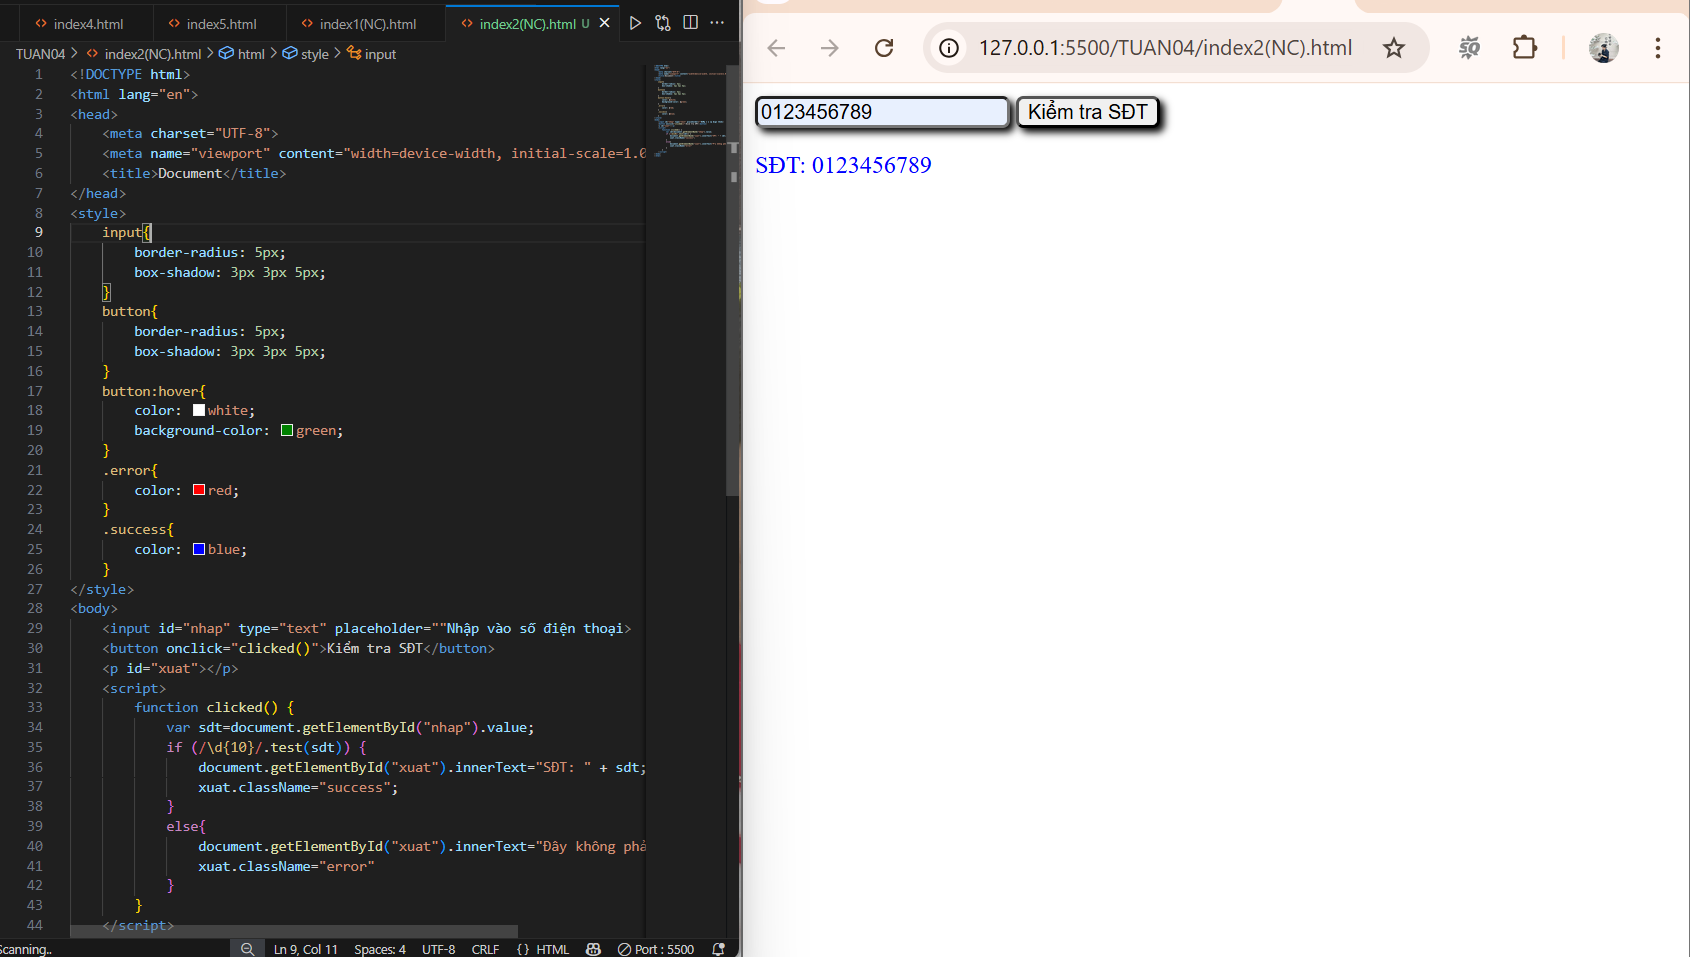 index4.html
index5.html
index1(NC).html
index2(NC).html U
TUAN04 > index2(NC).html > html > style > input
1 <!DOCTYPE html>
2 <html lang="en">
3 <head>
4 <meta charset="UTF-8">
5 <meta name="viewport" content="width=device-width, initial-scale=1.0
6 <title>Document</title>
7 </head>
8 <style>
9 input{
10 border-radius: 5px;
11 box-shadow: 3px 3px 5px;
12 }
13 button{
14 border-radius: 5px;
15 box-shadow: 3px 3px 5px;
16 }
17 button:hover{
18 color: white;
19 background-color: green;
20 }
21 .error{
22 color: red;
23 }
24 .success{
25 color: blue;
26 }
27 </style>
28 <body>
29 <input id="nhap" type="text" placeholder=""Nhập vào số điện thoại>
30 <button onclick="clicked()">Kiểm tra SĐT</button>
31 <p id="xuat"></p>
32 <script>
33 function clicked() {
34 var sdt=document.getElementById("nhap").value;
35 if (/\d{10}/.test(sdt)) {
36 document.getElementById("xuat").innerText="SĐT: " + sdt;
37 xuat.className="success";
38 }
39 else{
40 document.getElementById("xuat").innerText="Đây không phả
41 xuat.className="error"
42 }
43 }
44 </script>
Scanning.. Ln 9, Col 11 Spaces: 4 UTF-8 CRLF {} HTML Port : 5500
127.0.0.1:5500/TUAN04/index2(NC).html
0123456789 Kiểm tra SĐT
SĐT: 0123456789